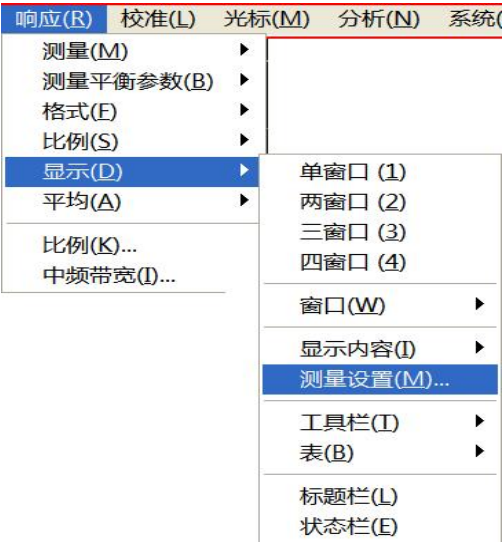 响应(R) 校准(L) 光标(M) 分析(N) 系统(
测量(M)
测量平衡参数(B)
格式(F)
比例(S)
显示(D)
平均(A)
比例(K)...
中频带宽(I)...
单窗口 (1)
两窗口 (2)
三窗口 (3)
四窗口 (4)
窗口(W)
显示内容(I)
测量设置(M)...
工具栏(T)
表(B)
标题栏(L)
状态栏(E)